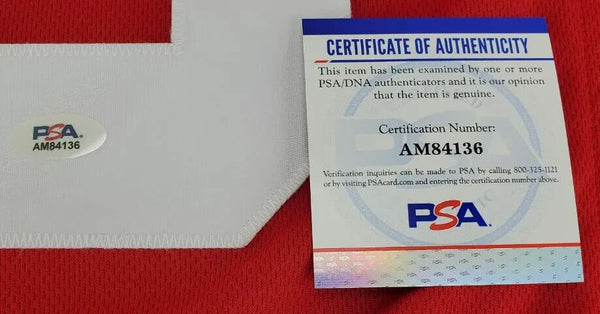 PSA
AM84136
CERTIFICATE OF AUTHENTICITY
This item has been examined by one or more
PSA/DNA authenticators and it is our opinion
that the item is genuine.
Certification Number:
AM84136
Verification inquiries can be made to PSA by calling 800-325-1121
or by visiting PSAcard.com and entering the certification number above.
PSA